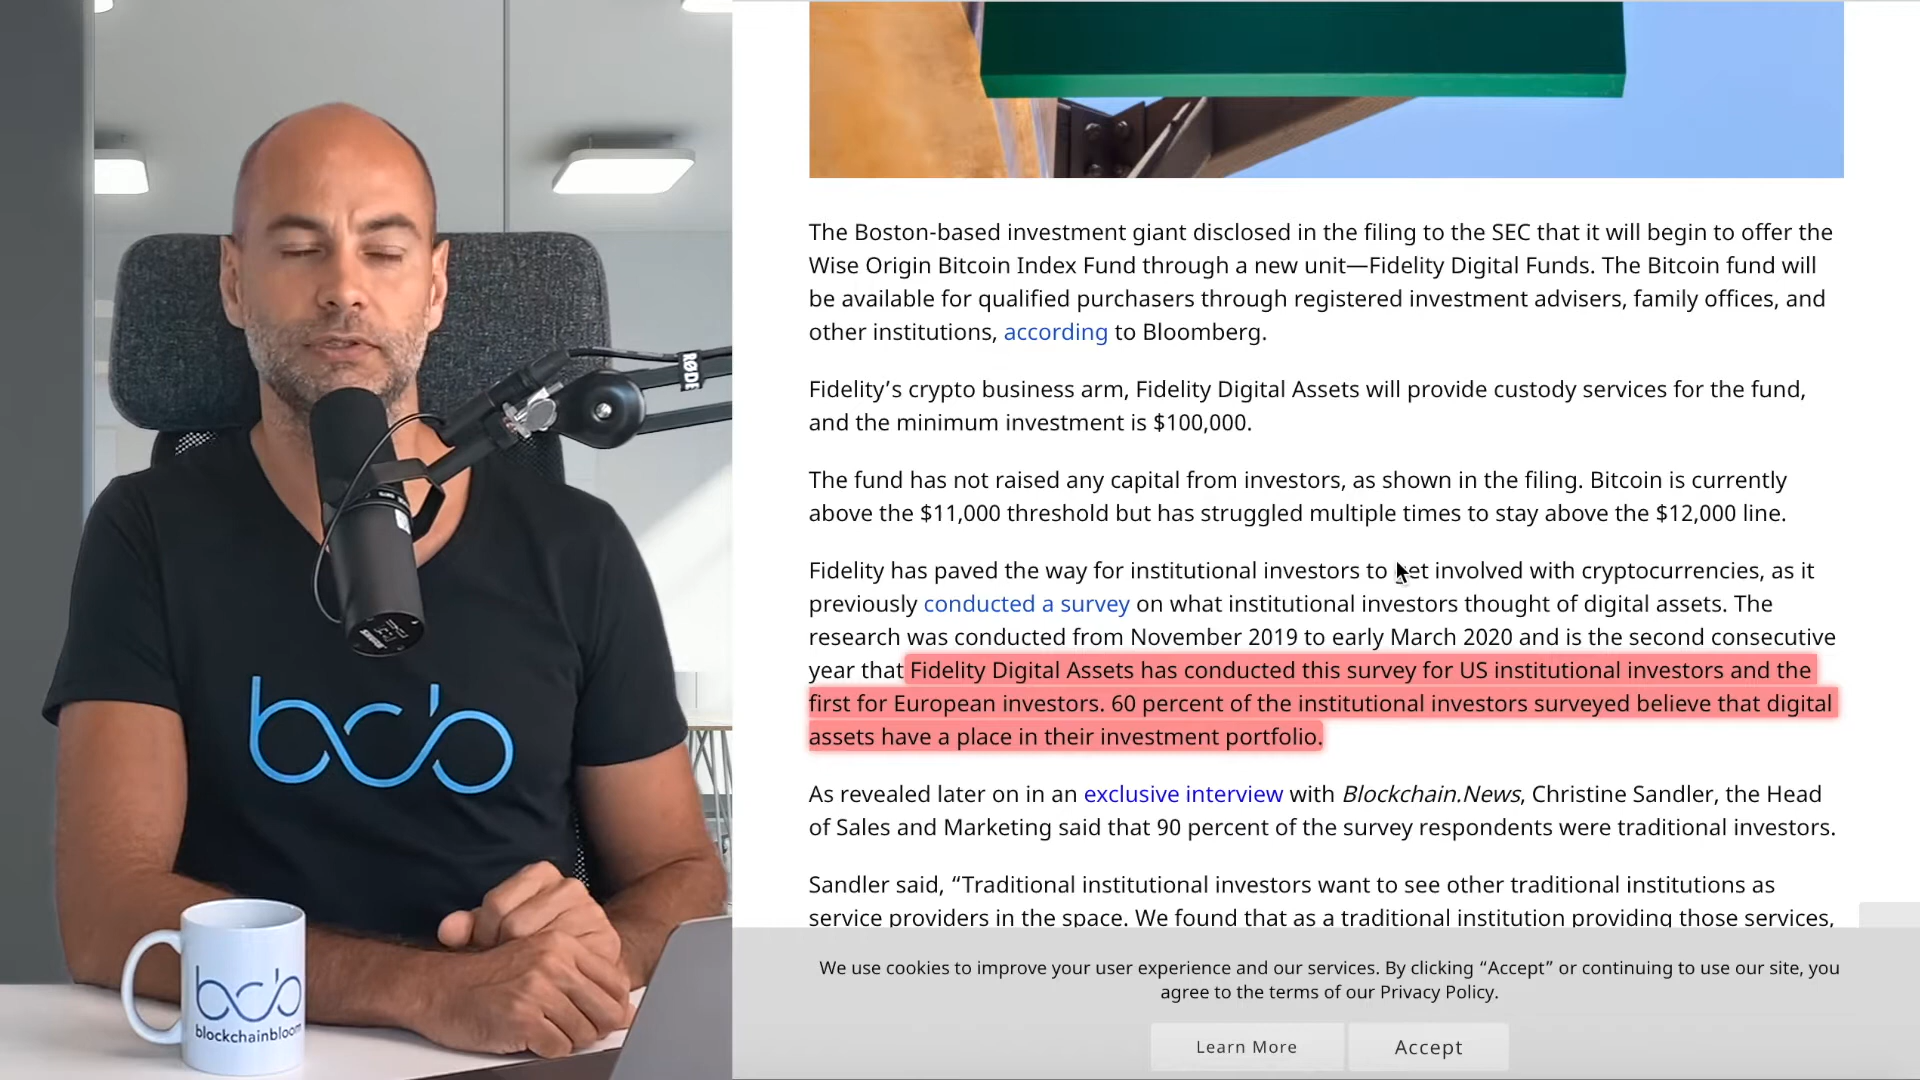 The Boston-based investment giant disclosed in the filing to the SEC that it will begin to offer the
Wise Origin Bitcoin Index Fund through a new unit—Fidelity Digital Funds. The Bitcoin fund will
be available for qualified purchasers through registered investment advisers, family offices, and
other institutions, according to Bloomberg.
Fidelity’s crypto business arm, Fidelity Digital Assets will provide custody services for the fund,
and the minimum investment is $100,000.
The fund has not raised any capital from investors, as shown in the filing. Bitcoin is currently
above the $11,000 threshold but has struggled multiple times to stay above the $12,000 line.
Fidelity has paved the way for institutional investors to get involved with cryptocurrencies, as it
previously conducted a survey on what institutional investors thought of digital assets. The
research was conducted from November 2019 to early March 2020 and is the second consecutive
year that Fidelity Digital Assets has conducted this survey for US institutional investors and the
first for European investors. 60 percent of the institutional investors surveyed believe that digital
assets have a place in their investment portfolio.
As revealed later on in an exclusive interview with Blockchain.News, Christine Sandler, the Head
of Sales and Marketing said that 90 percent of the survey respondents were traditional investors.
Sandler said, “Traditional institutional investors want to see other traditional institutions as
service providers in the space. We found that as a traditional institution providing those services,
We use cookies to improve your user experience and our services. By clicking “Accept” or continuing to use our site, you
agree to the terms of our Privacy Policy.
Learn More
Accept
RØDE
bcb
bcb
blockchainbloom